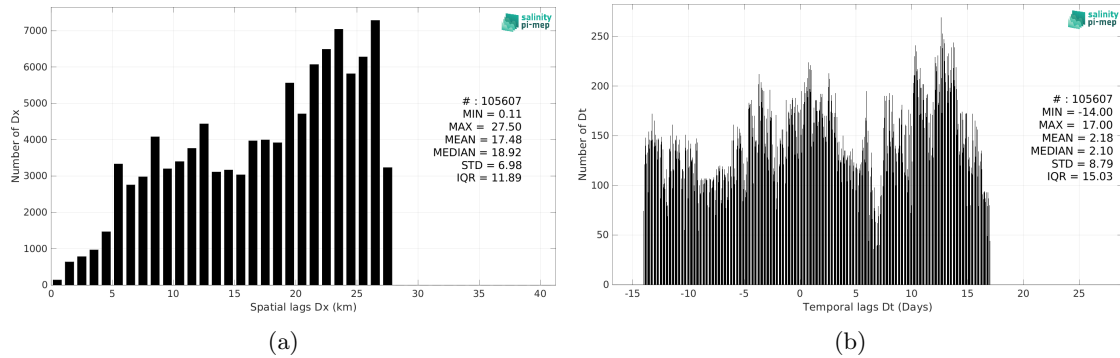 salinity
pi-mep
Number of Dx
7000
6000
5000
4000
3000
2000
1000
0
# : 105607
MIN = 0.11
MAX = 27.50
MEAN = 17.48
MEDIAN = 18.92
STD = 6.98
IQR = 11.89
0 5 10 15 20 25 30 35 40
Spatial lags Dx (km)
(a)
salinity
pi-mep
Number of Dt
250
200
150
100
50
0
# : 105607
MIN = -14.00
MAX = 17.00
MEAN = 2.18
MEDIAN = 2.10
STD = 8.79
IQR = 15.03
-15 -10 -5 0 5 10 15 20 25
Temporal lags Dt (Days)
(b)